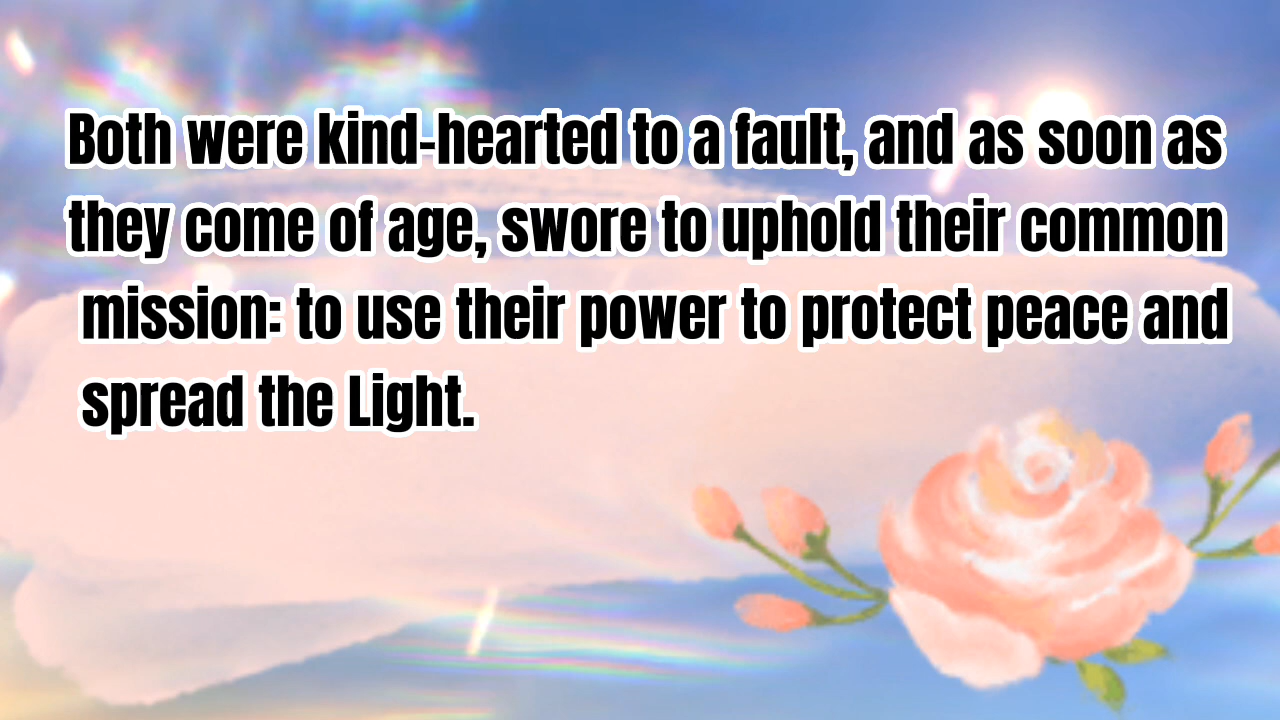 Both were kind-hearted to a fault, and as soon as
they come of age, swore to uphold their common
mission: to use their power to protect peace and
spread the Light.